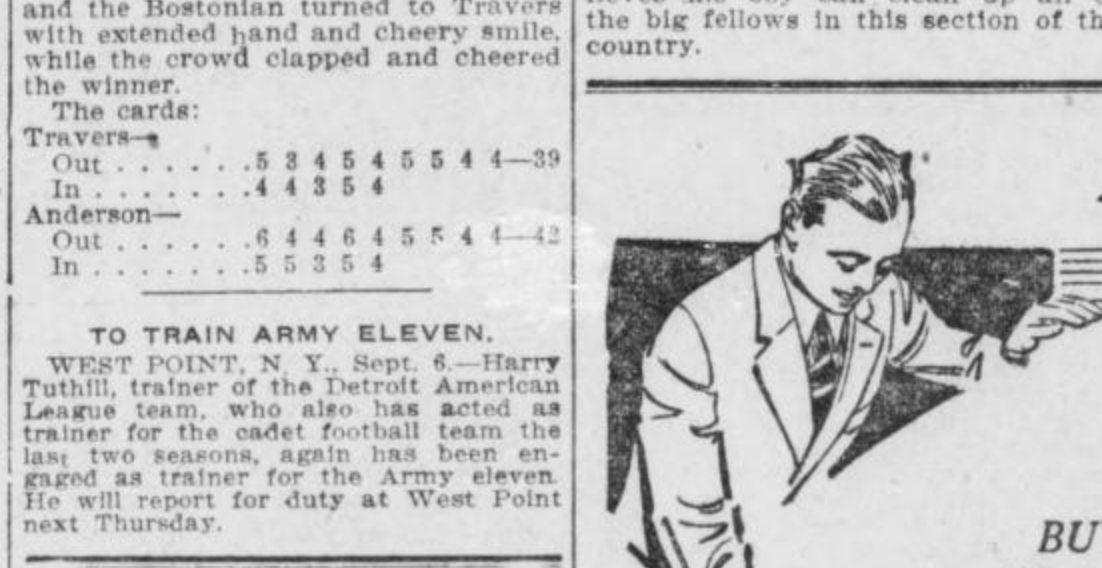 and the Bostonian turned to Travers
with extended hand and cheery smile,
while the crowd clapped and cheered
the winner.
The cards:
Travers—
Out . . . . . . .5 3 4 5 4 5 5 4 4—39
In . . . . . . .4 4 3 5 4
Anderson—
Out . . . . . . .6 4 4 6 4 5 5 4 4—42
In . . . . . . .5 5 3 5 4
TO TRAIN ARMY ELEVEN.
WEST POINT, N. Y., Sept. 6.—Harry
Tuthill, trainer of the Detroit American
League team, who also has acted as
trainer for the cadet football team the
last two seasons, again has been en-
gaged as trainer for the Army eleven.
He will report for duty at West Point
next Thursday.
the big fellows in this section of th
country.
BU